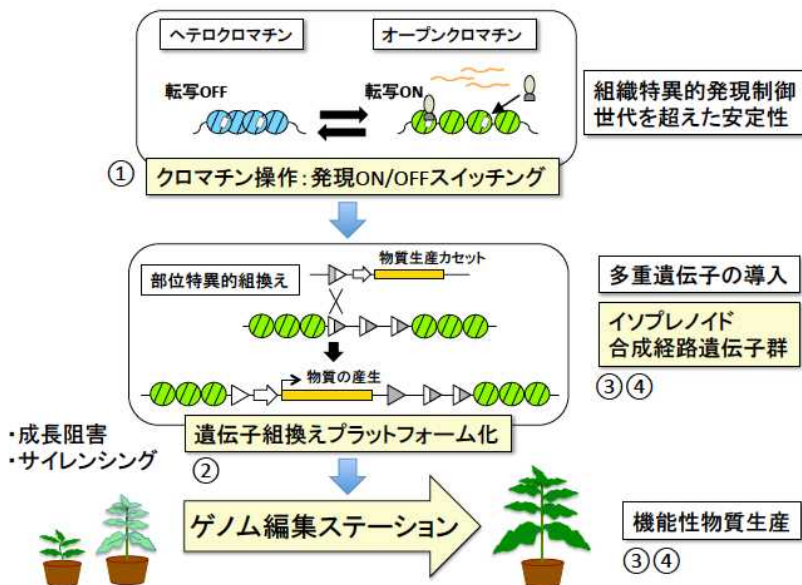 ヘテロクロマチン
オープンクロマチン
転写OFF
転写ON
組織特異的発現制御
世代を超えた安定性
① クロマチン操作：発現ON/OFFスイッチング
物質生産カセット
部位特異的組換え
多重遺伝子の導入
イソプレノイド
合成経路遺伝子群
③④
物質の産生
・成長阻害
・サイレンシング
遺伝子組換えプラットフォーム化
②
ゲノム編集ステーション
機能性物質生産
③④